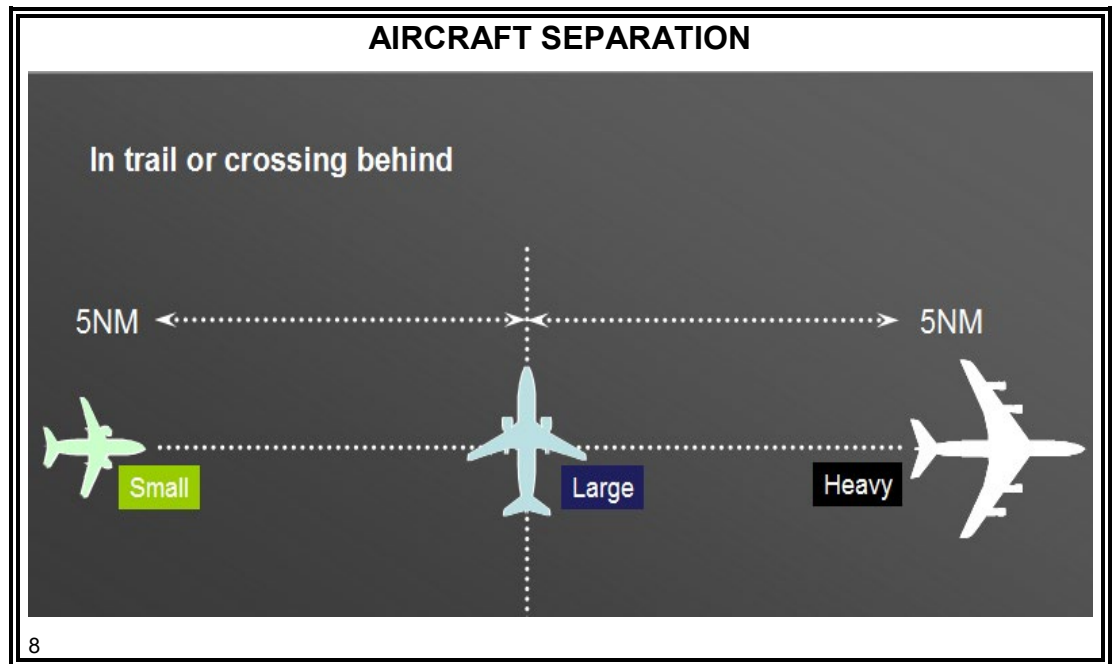 AIRCRAFT SEPARATION
In trail or crossing behind
5NM 5NM
Small Large Heavy
8